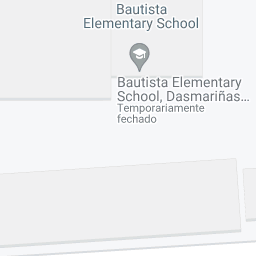 Bautista
Elementary School
Bautista Elementary
School, Dasmariñas...
Temporariamente
fechado